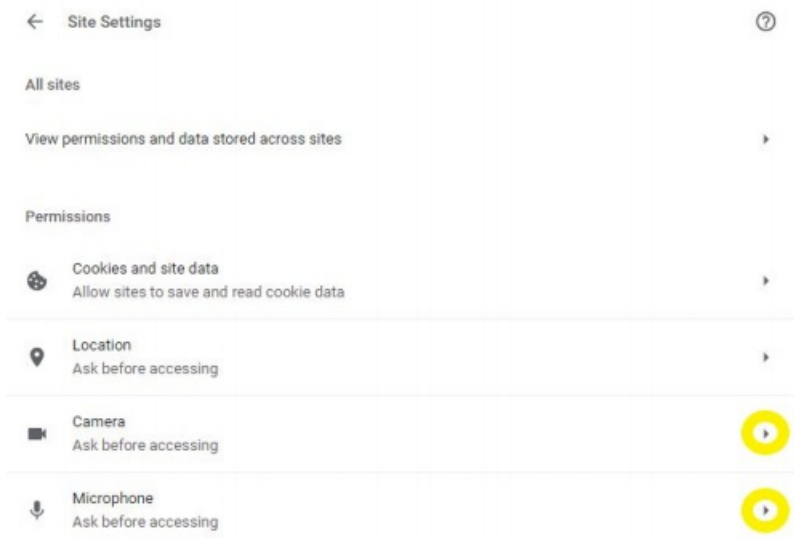 Site Settings
All sites
View permissions and data stored across sites
Permissions
Cookies and site data
Allow sites to save and read cookie data
Location
Ask before accessing
Camera
Ask before accessing
Microphone
Ask before accessing